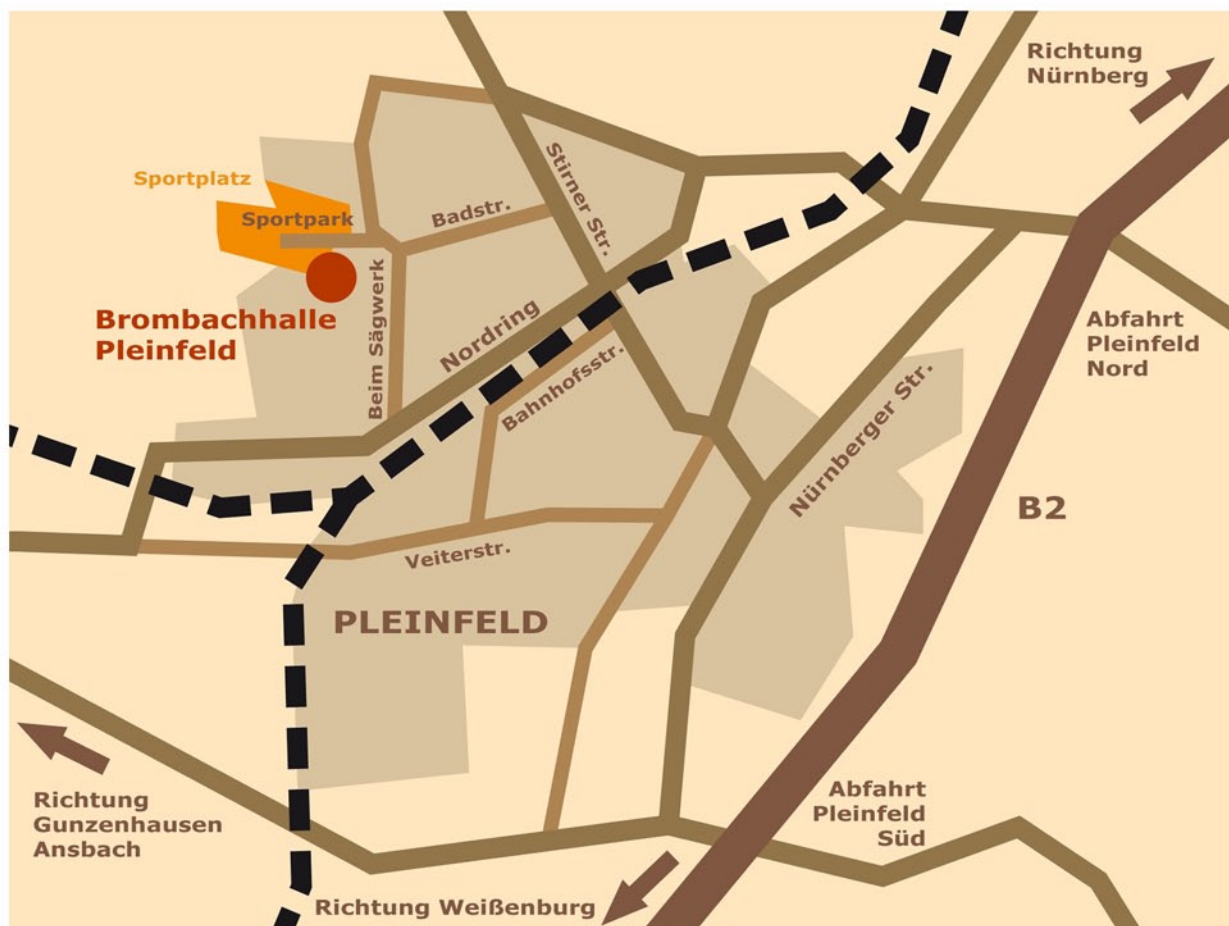 Richtung
Nürnberg
Sportplatz
Sportpark
Badstr.
Stirner Str.
Brombachhalle
Pleinfeld
Beim Sägwerk
Nordring
Bahnhofsstr.
Abfahrt
Pleinfeld
Nord
Nürnberger Str.
B2
Veiterstr.
PLEINFELD
Richtung
Gunzenhausen
Ansbach
Abfahrt
Pleinfeld
Süd
Richtung Weißenburg